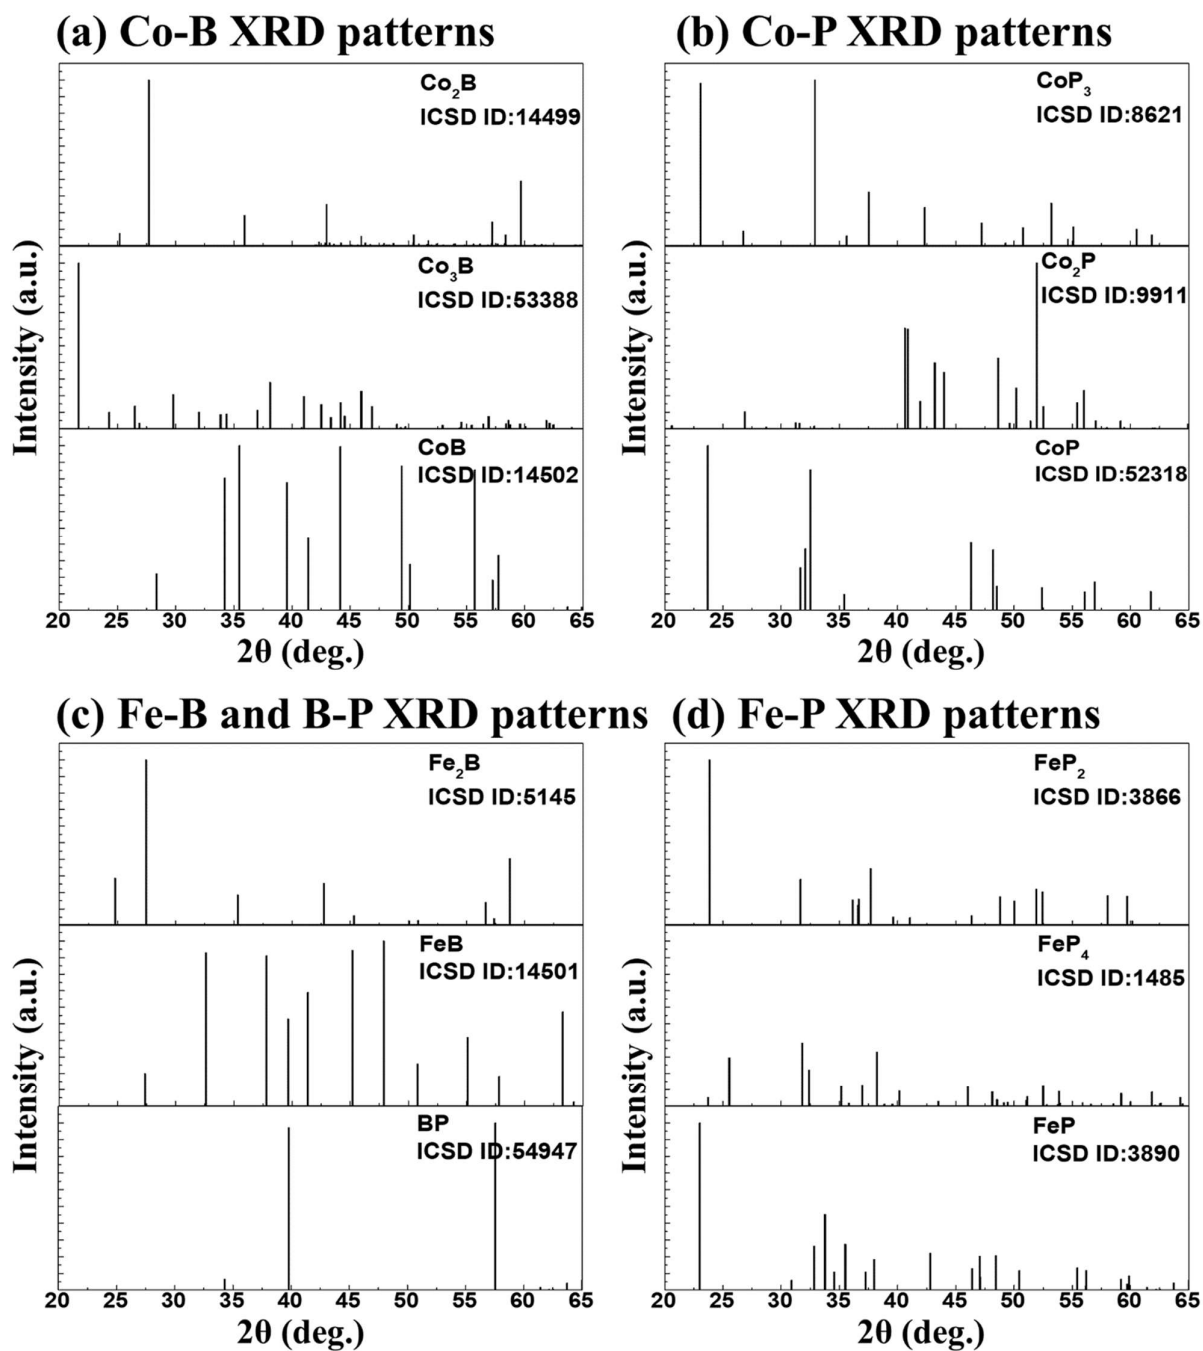 (a) Co-B XRD patterns
Intensity (a.u.)
Co₂B
ICSD ID:14499
Co₃B
ICSD ID:53388
CoB
ICSD ID:14502
20 25 30 35 40 45 50 55 60 65
2θ (deg.)
(b) Co-P XRD patterns
Intensity (a.u.)
CoP₃
ICSD ID:8621
Co₂P
ICSD ID:9911
CoP
ICSD ID:52318
20 25 30 35 40 45 50 55 60 65
2θ (deg.)
(c) Fe-B and B-P XRD patterns
Intensity (a.u.)
Fe₂B
ICSD ID:5145
FeB
ICSD ID:14501
BP
ICSD ID:54947
20 25 30 35 40 45 50 55 60 65
2θ (deg.)
(d) Fe-P XRD patterns
Intensity (a.u.)
FeP₂
ICSD ID:3866
FeP₄
ICSD ID:1485
FeP
ICSD ID:3890
20 25 30 35 40 45 50 55 60 65
2θ (deg.)